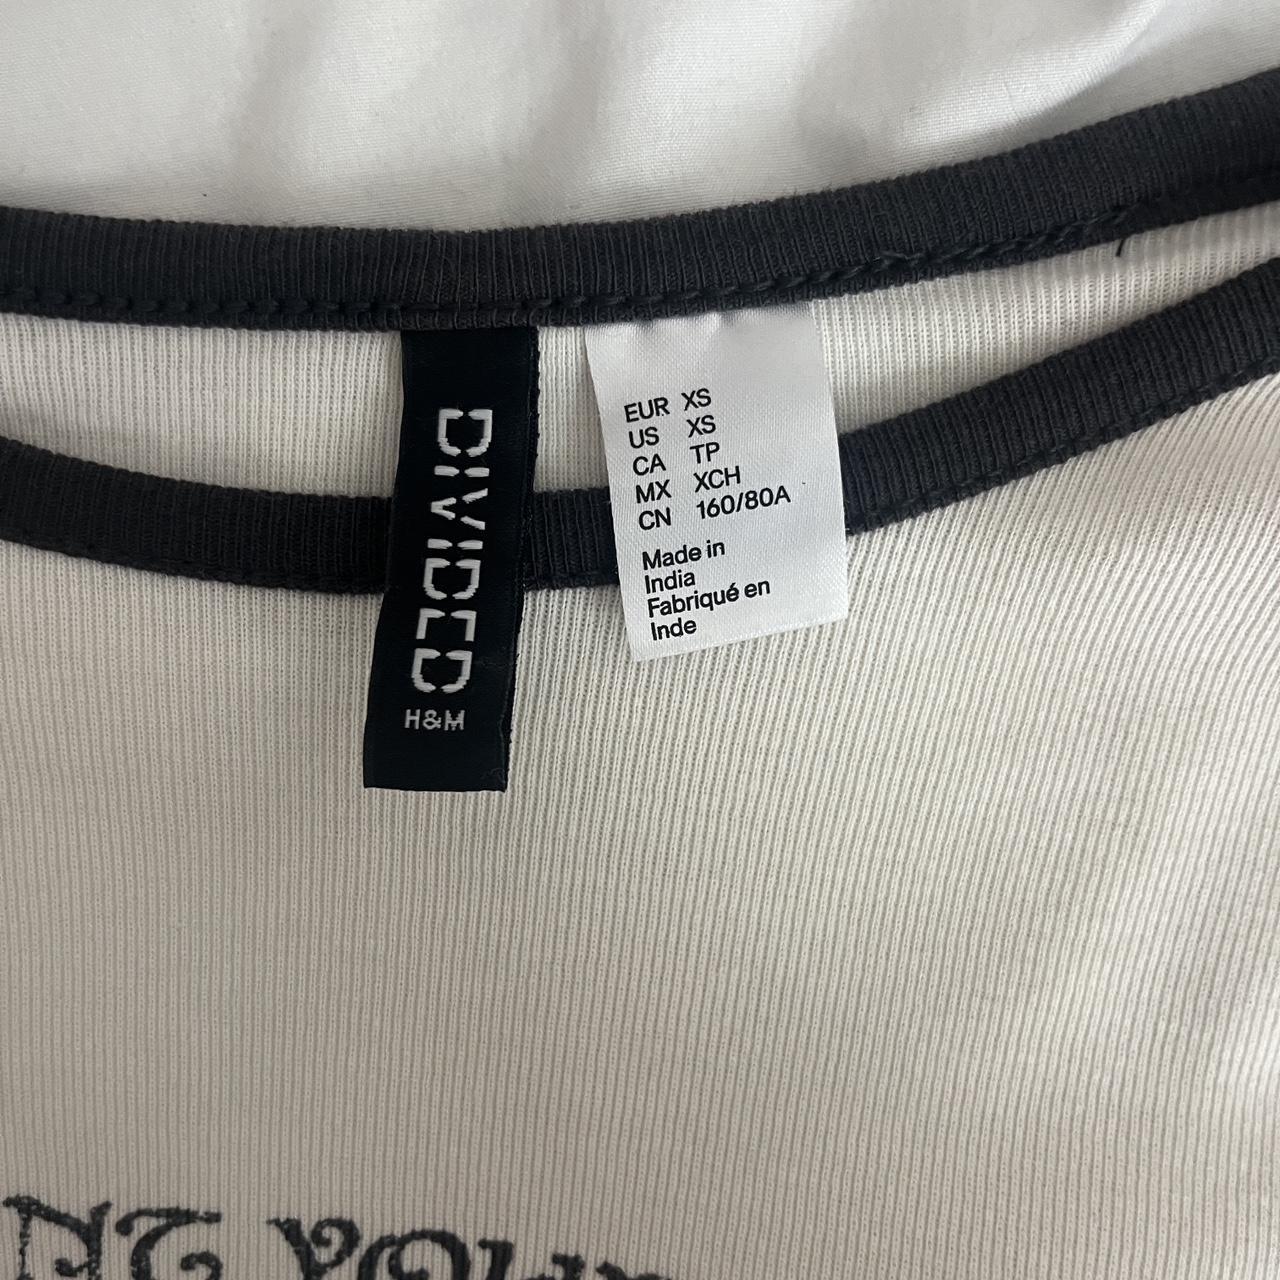 DIVIDED
H&M
EUR XS
US XS
CA TP
MX XCH
CN 160/80A
Made in
India
Fabriqué en
Inde